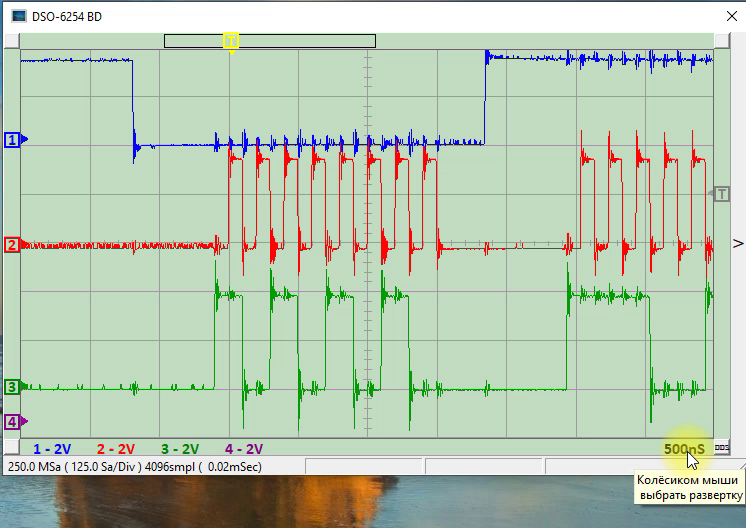 DSO-6254 BD
T
1
T
2
>
3
4
1 - 2V 2 - 2V 3 - 2V 4 - 2V 500nS DDS
250.0 MSa ( 125.0 Sa/Div ) 4096smpl ( 0.02mSec)
Колёсиком мыши
выбрать развертку